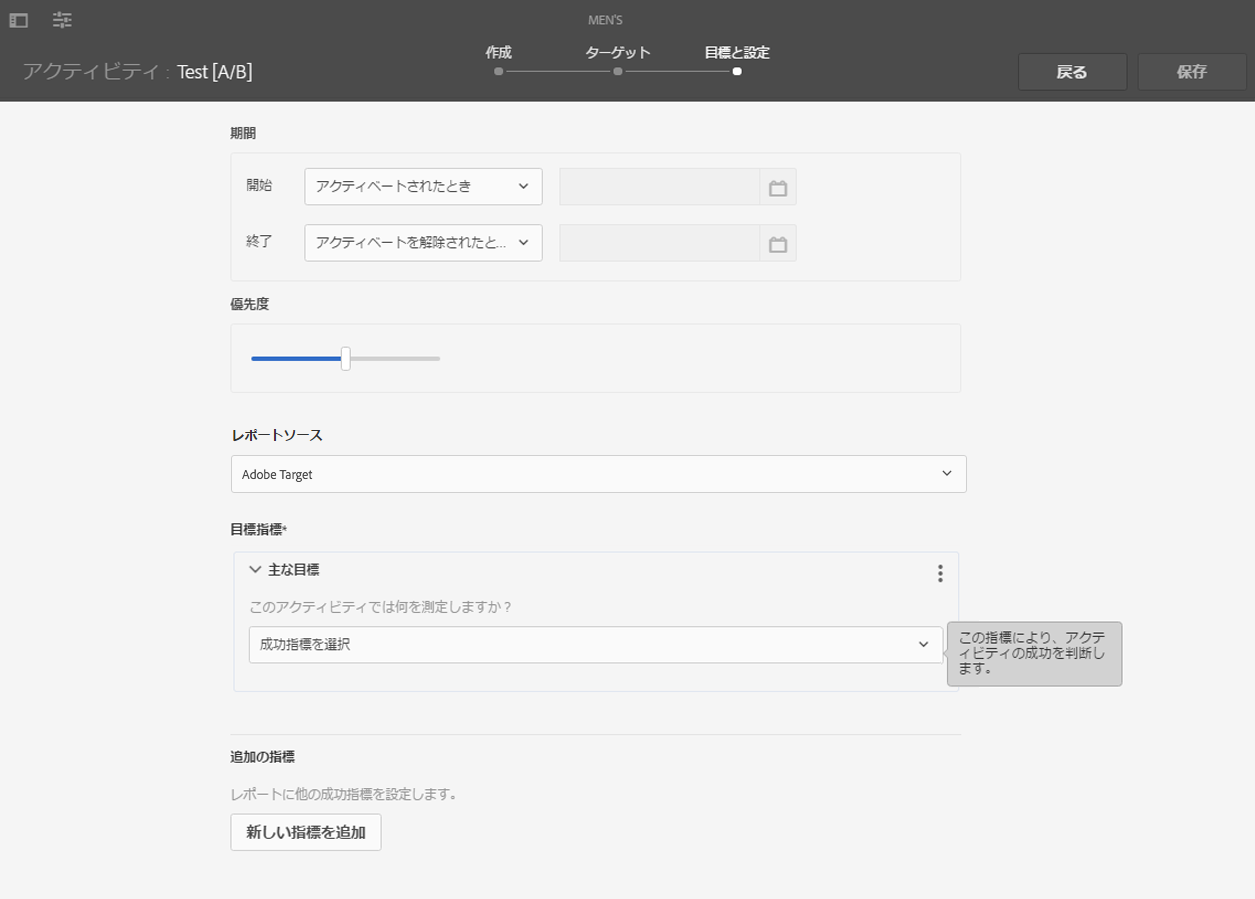 MEN'S
作成
ターゲット
目標と設定
アクティビティ : Test [A/B]
戻る
保存
期間
開始
アクティベートされたとき
終了
アクティベートを解除されたと...
優先度
レポートソース
Adobe Target
目標指標*
主な目標
このアクティビティでは何を測定しますか？
成功指標を選択
この指標により、アクテ
ィビティの成功を判断し
ます。
追加の指標
レポートに他の成功指標を設定します。
新しい指標を追加